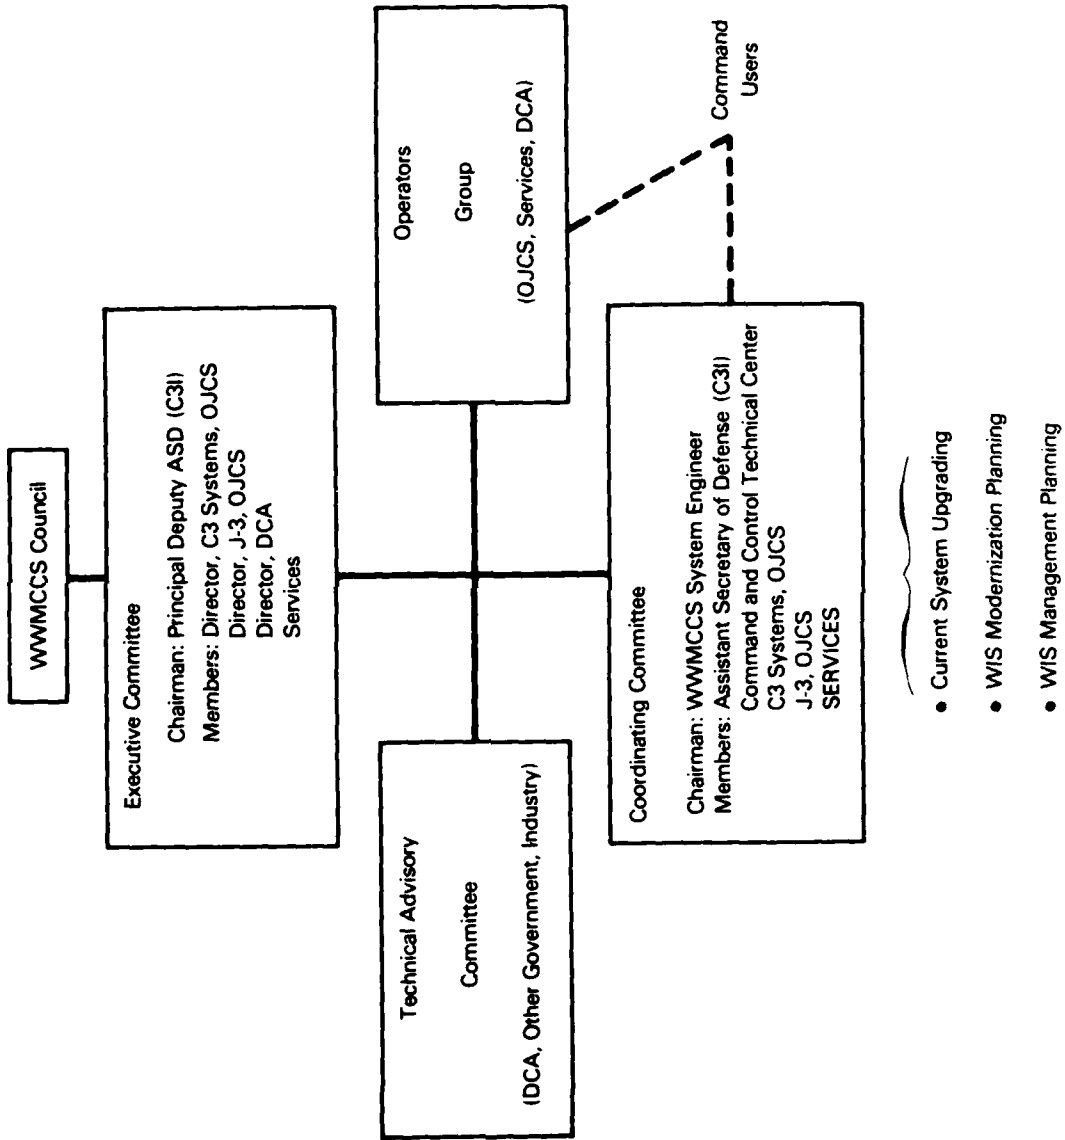 WWMCCS Council
Executive Committee
Chairman: Principal Deputy ASD (C3I)
Members: Director, C3 Systems, OJCS
Director, J-3, OJCS
Director, DCA
Services
Technical Advisory
Committee
(DCA, Other Government, Industry)
Operators
Group
(OJCS, Services, DCA)
Command
Users
Coordinating Committee
Chairman: WWMCCS System Engineer
Members: Assistant Secretary of Defense (C3I)
Command and Control Technical Center
C3 Systems, OJCS
J-3, OJCS
SERVICES
• Current System Upgrading
• WIS Modernization Planning
• WIS Management Planning